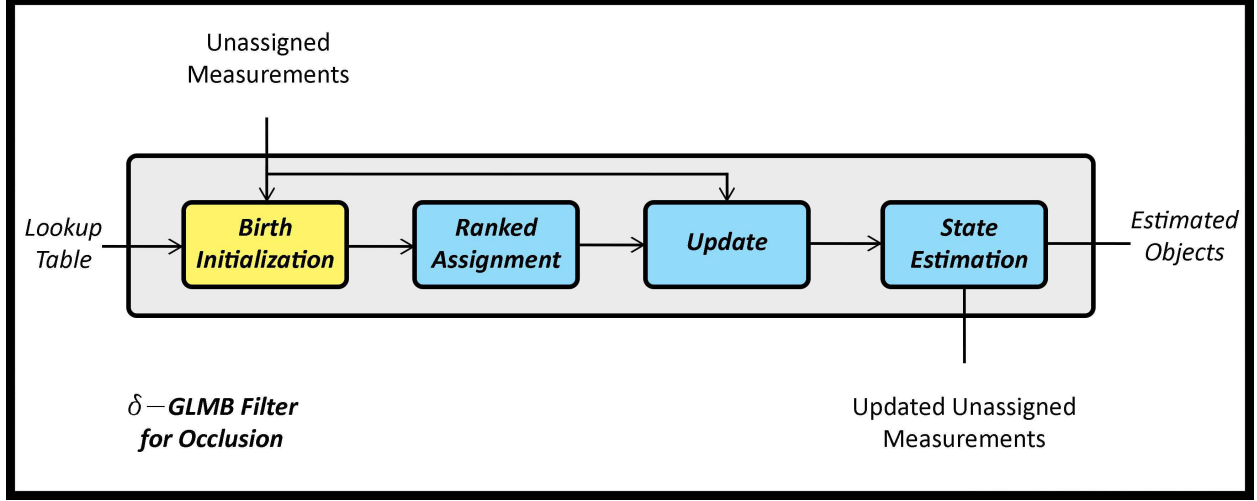 Unassigned
Measurements
Lookup
Table
Birth
Initialization
Ranked
Assignment
Update
State
Estimation
Estimated
Objects
δ−GLMB Filter
for Occlusion
Updated Unassigned
Measurements